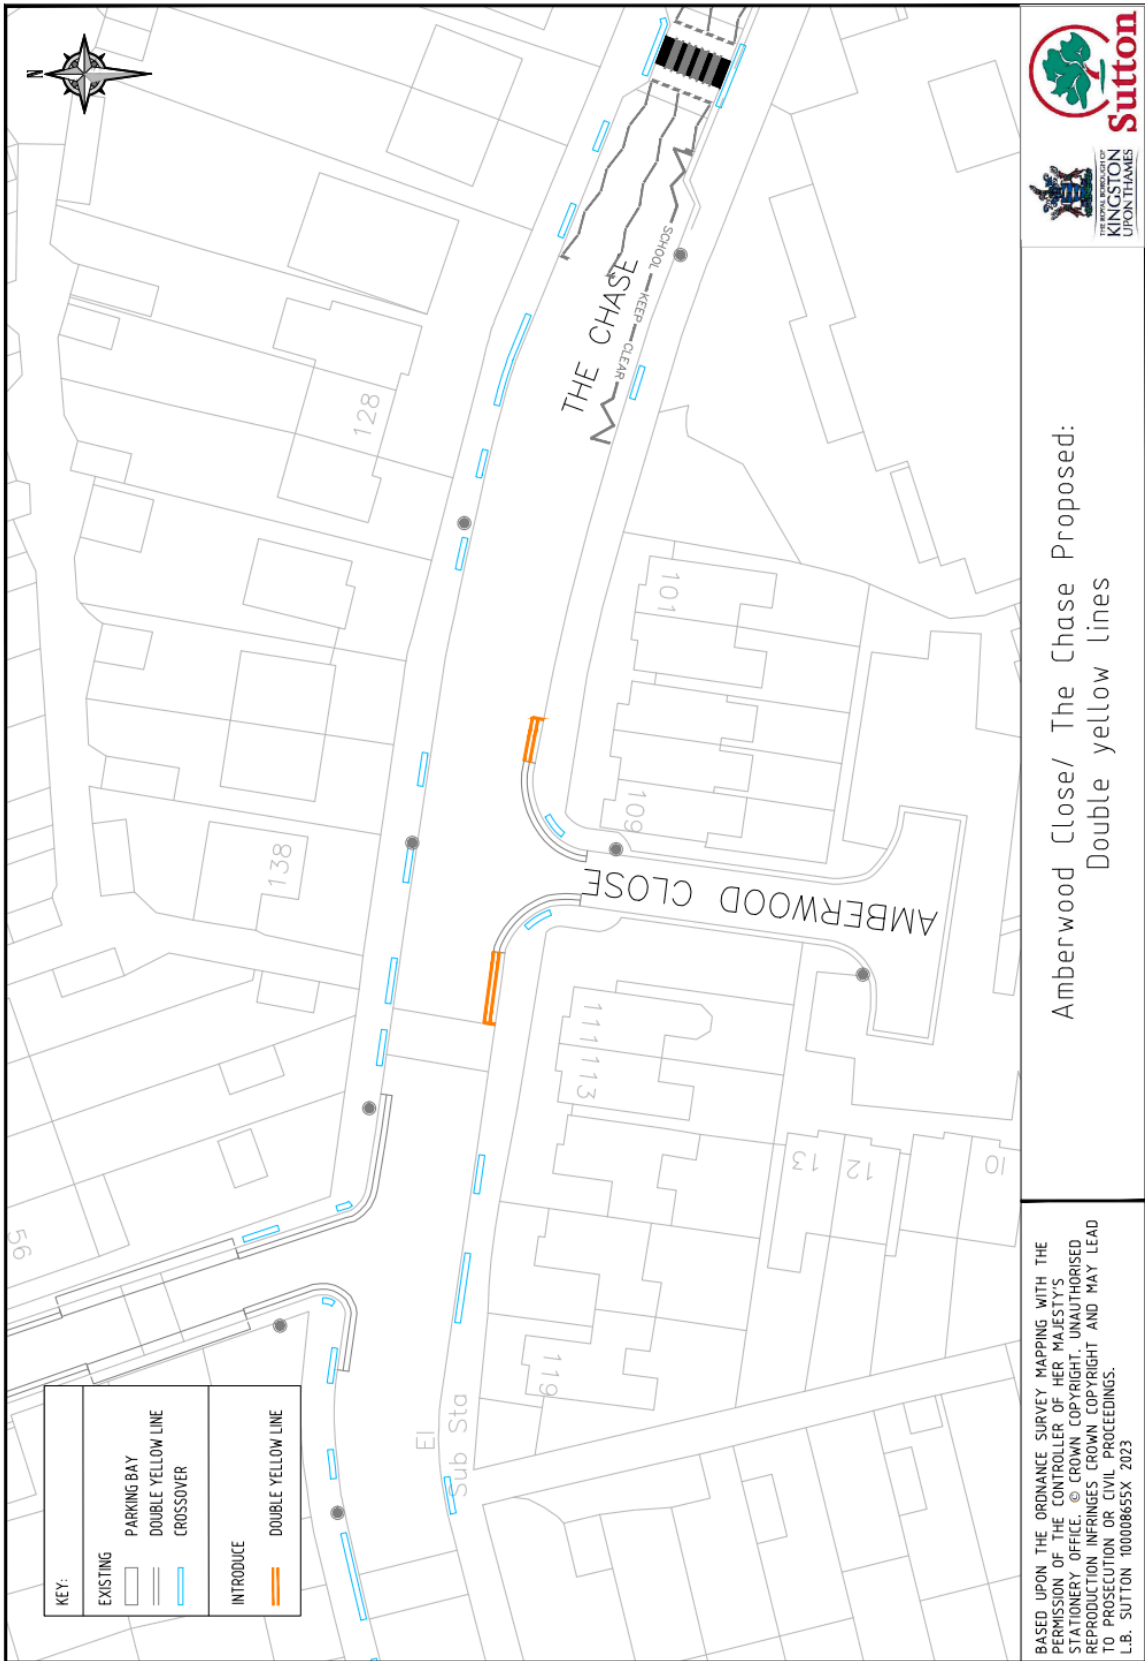 N
THE CHASE
SCHOOL KEEP CLEAR
AMBERWOOD CLOSE
128
138
101
109
111
113
119
13
12
10
56
El
Sub Sta
KEY:
EXISTING
PARKING BAY
DOUBLE YELLOW LINE
CROSSOVER
INTRODUCE
DOUBLE YELLOW LINE
BASED UPON THE ORDNANCE SURVEY MAPPING WITH THE
PERMISSION OF THE CONTROLLER OF HER MAJESTY'S
STATIONERY OFFICE. © CROWN COPYRIGHT. UNAUTHORISED
REPRODUCTION INFRINGES CROWN COPYRIGHT AND MAY LEAD
TO PROSECUTION OR CIVIL PROCEEDINGS.
L.B. SUTTON 100008655X 2023
Amberwood Close/ The Chase Proposed:
Double yellow lines
THE ROYAL BOROUGH OF
KINGSTON
UPON THAMES
Sutton